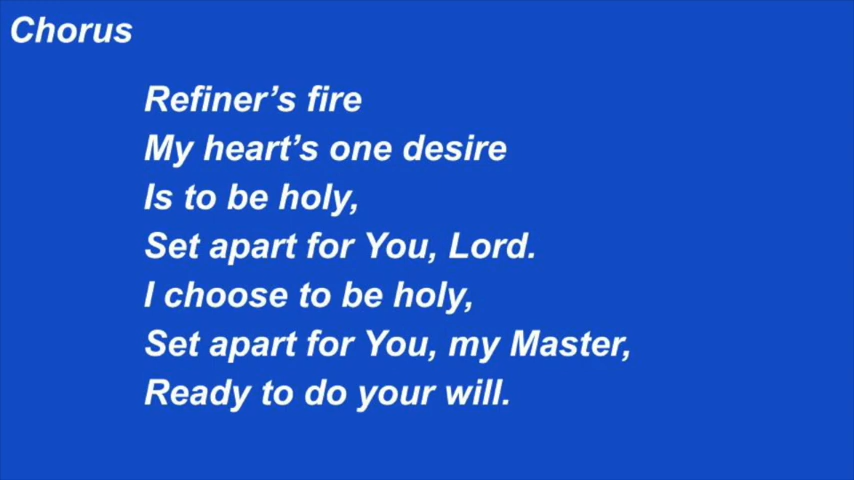 Chorus
Refiner’s fire
My heart’s one desire
Is to be holy,
Set apart for You, Lord.
I choose to be holy,
Set apart for You, my Master,
Ready to do your will.